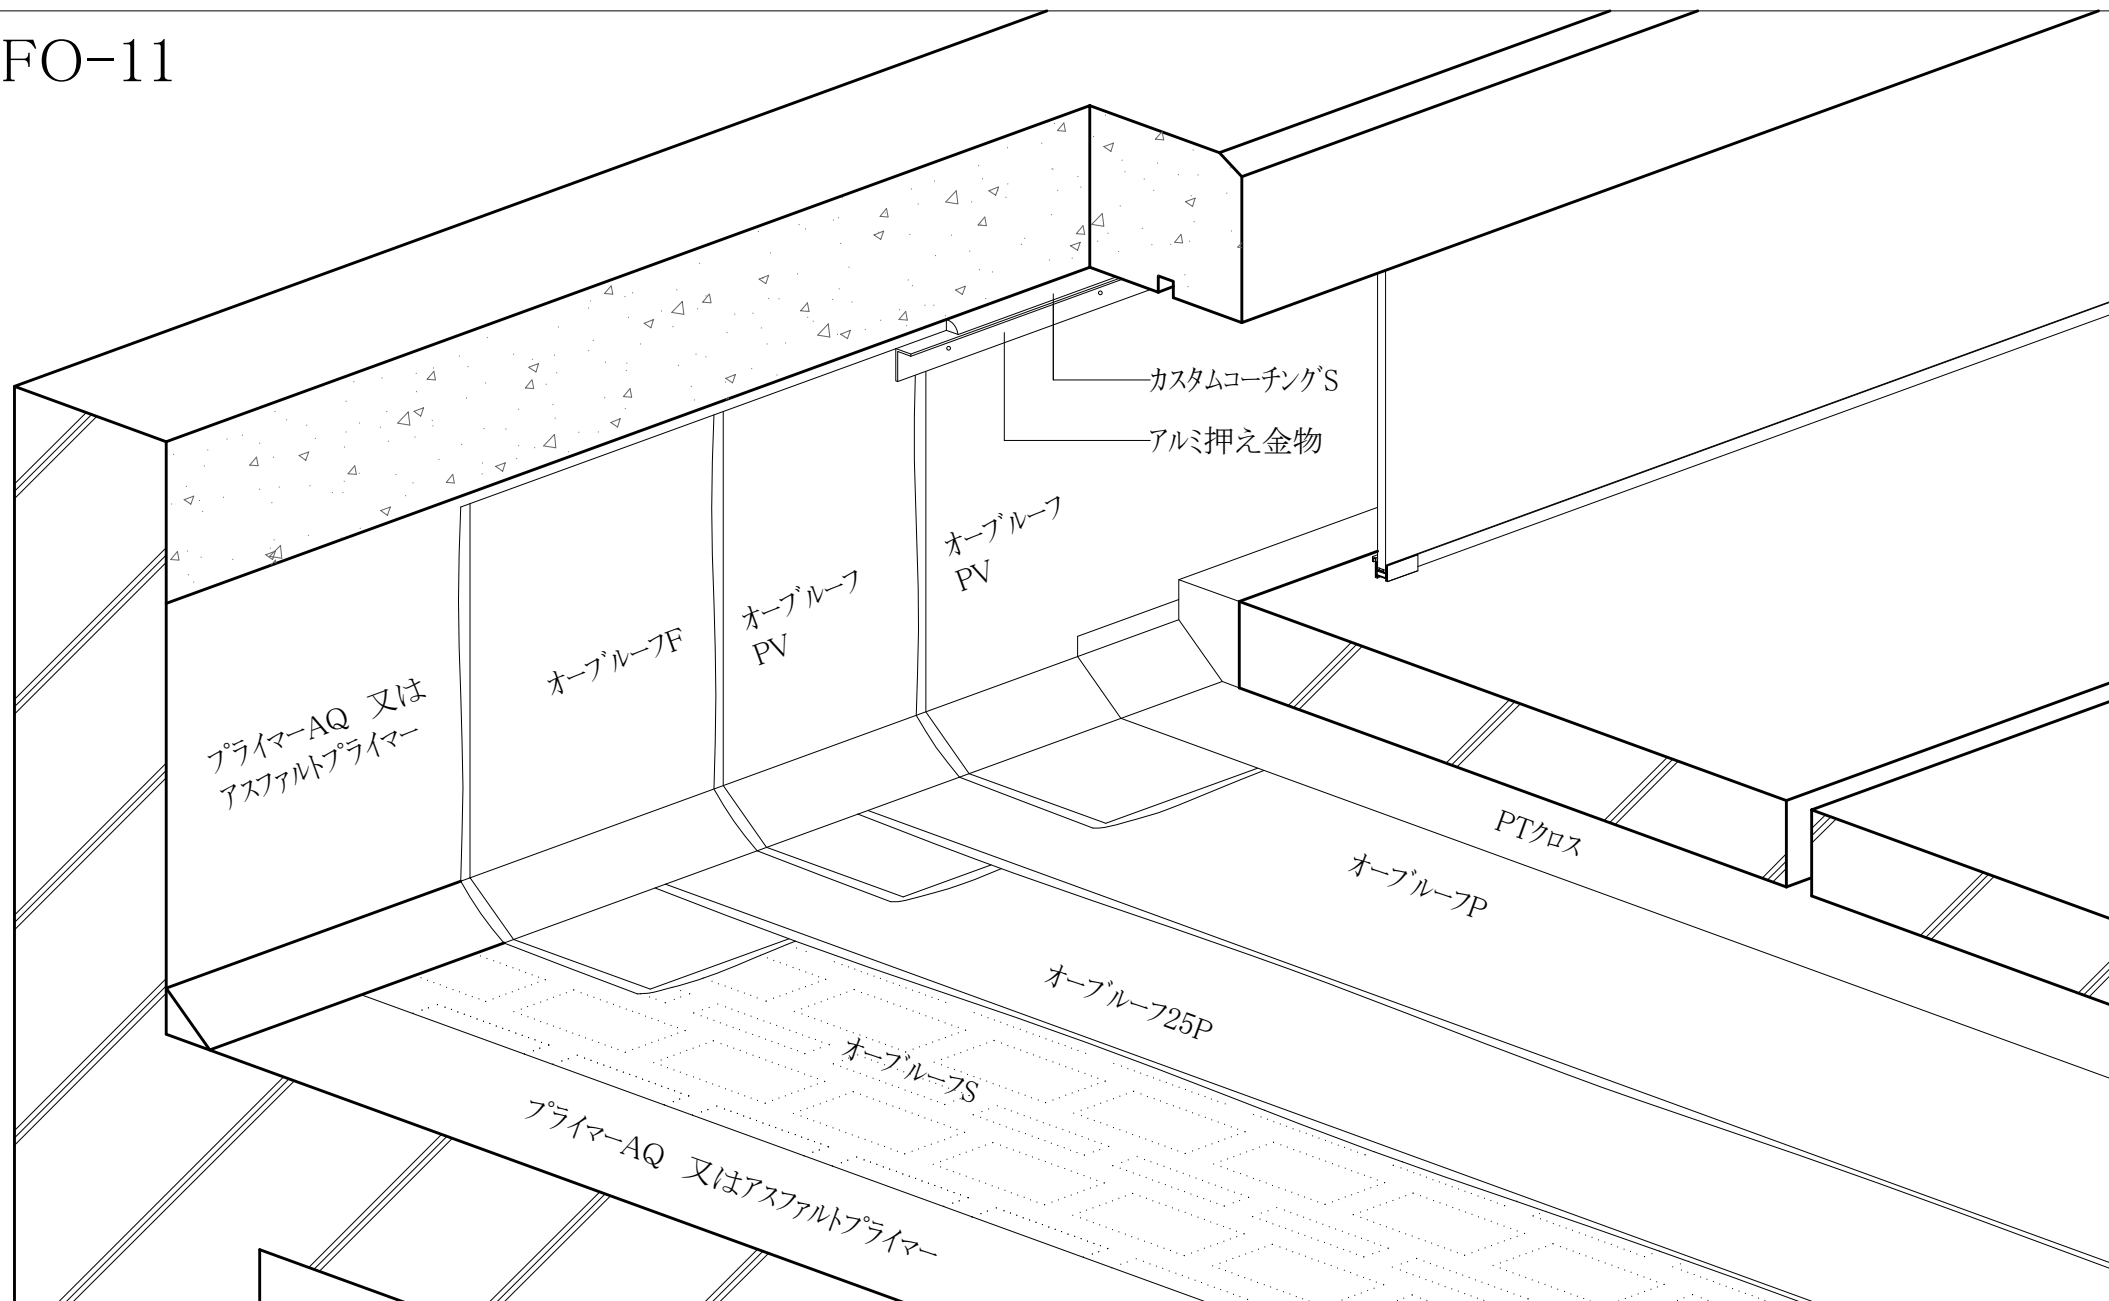 FO-11
カスタムコーチングS
アルミ押え金物
オーブルーフ
PV
オーブルーフ
PV
オーブルーフF
プライマーAQ 又は
アスファルトプライマー
PTクロス
オーブルーフP
オーブルーフ25P
オーブルーフS
プライマーAQ 又はアスファルトプライマー